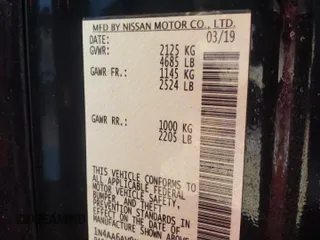 MFD BY NISSAN MOTOR CO., LTD.
DATE: 03/19
GVWR: 2125 KG
4685 LB
GAWR FR.: 1145 KG
2524 LB
GAWR RR.: 1000 KG
2205 LB
THIS VEHICLE CONFORMS TO
ALL APPLICABLE FEDERAL
MOTOR VEHICLE SAFETY,
BUMPER, AND THEFT
PREVENTION STANDARDS
IN EFFECT ON THE DATE OF
MANUFACTURE SHOWN ABOVE